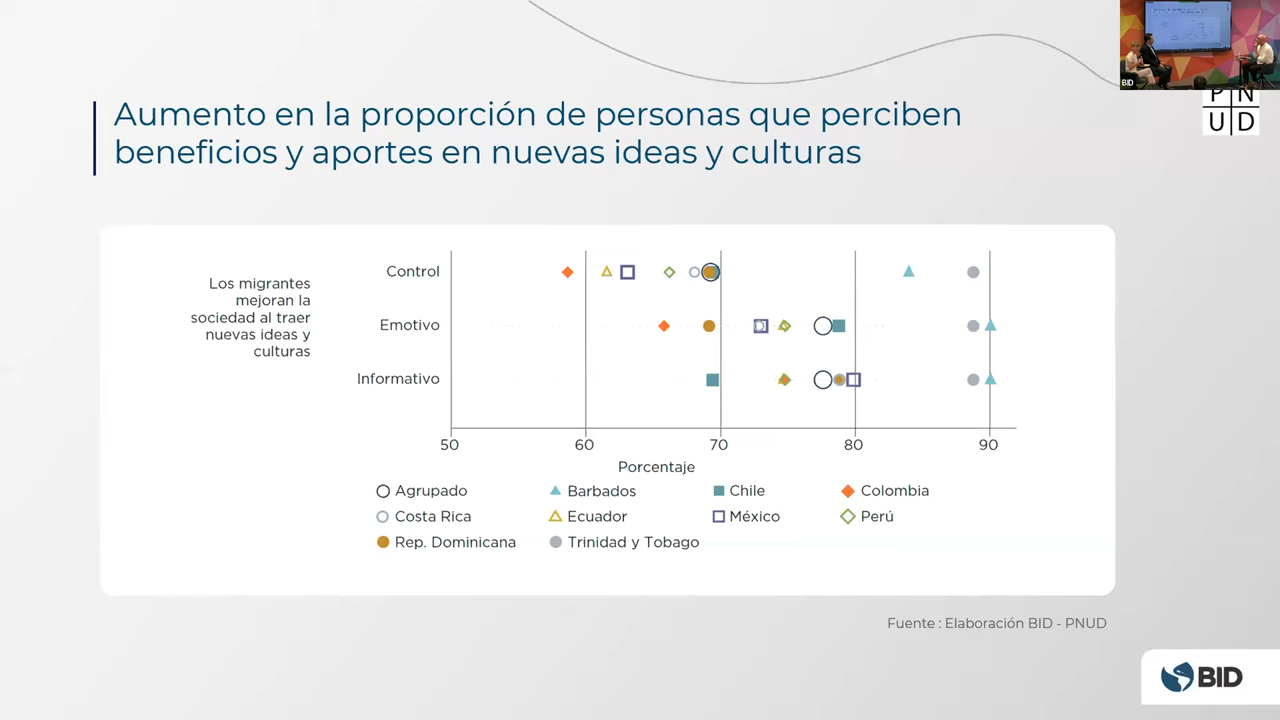 BID
P N
U D
Aumento en la proporción de personas que perciben
beneficios y aportes en nuevas ideas y culturas
Los migrantes
mejoran la
sociedad al traer
nuevas ideas y
culturas
Control
Emotivo
Informativo
50 60 70 80 90
Porcentaje
Agrupado Barbados Chile Colombia
Costa Rica Ecuador México Perú
Rep. Dominicana Trinidad y Tobago
Fuente : Elaboración BID - PNUD
BID